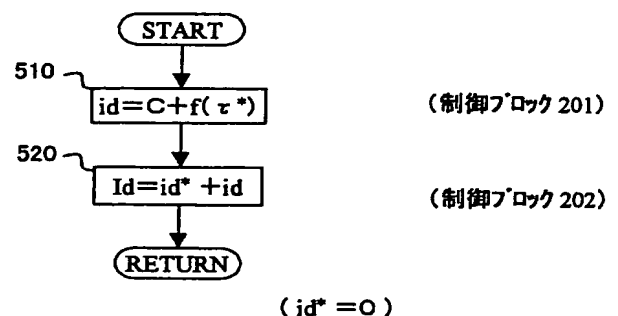 START
510
id=C+f(τ*)
(制御ブロック 201)
520
Id=id* +id
(制御ブロック 202)
RETURN
( id* =0 )